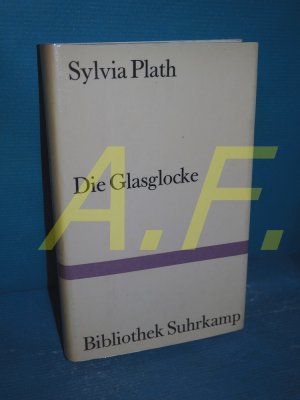 Sylvia Plath
Die Glasglocke
A.F.
Bibliothek Suhrkamp